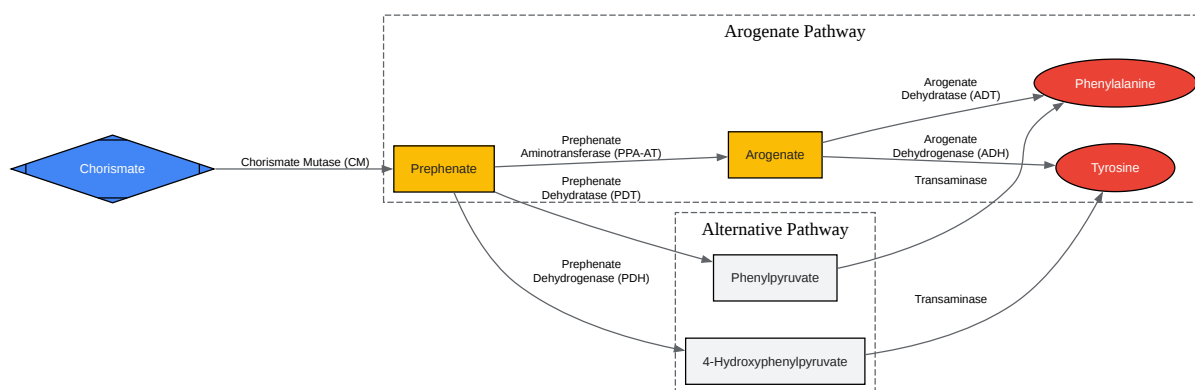 Arogenate Pathway
Chorismate
Chorismate Mutase (CM)
Prephenate
Prephenate
Aminotransferase (PPA-AT)
Arogenate
Arogenate
Dehydratase (ADT)
Phenylalanine
Arogenate
Dehydrogenase (ADH)
Tyrosine
Prephenate
Dehydratase (PDT)
Transaminase
Alternative Pathway
Phenylpyruvate
Prephenate
Dehydrogenase (PDH)
Transaminase
4-Hydroxyphenylpyruvate